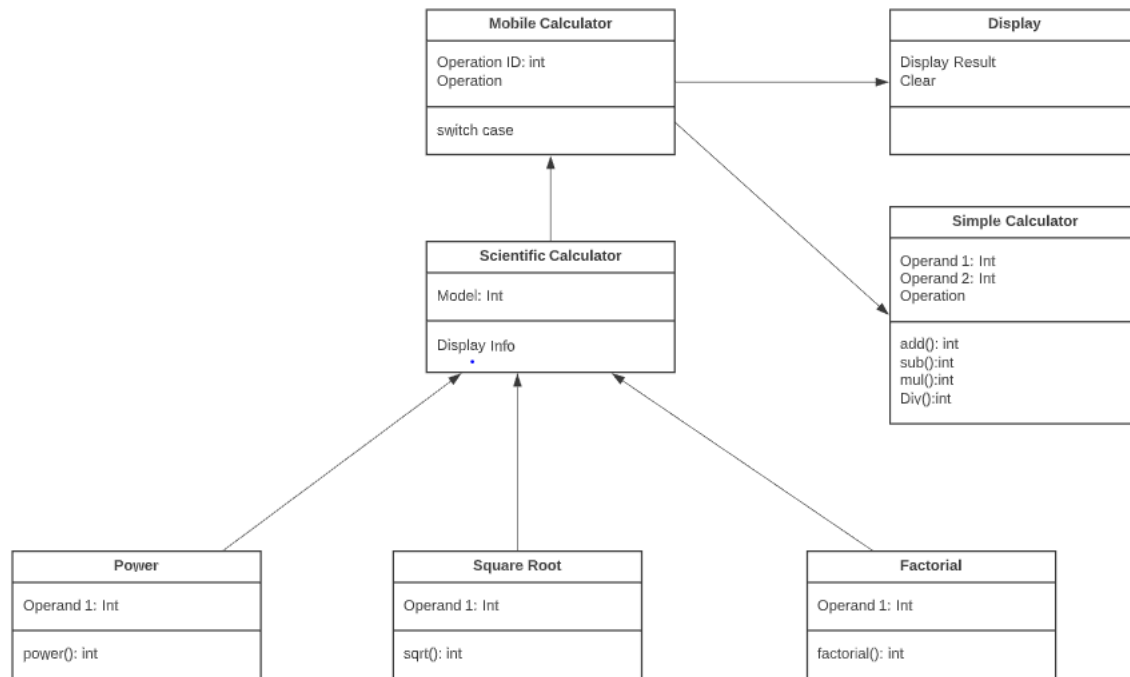 Mobile Calculator
Operation ID: int
Operation
switch case
Display
Display Result
Clear
Simple Calculator
Operand 1: Int
Operand 2: Int
Operation
add(): int
sub():int
mul():int
Div():int
Scientific Calculator
Model: Int
Display Info
Power
Operand 1: Int
power(): int
Square Root
Operand 1: Int
sqrt(): int
Factorial
Operand 1: Int
factorial(): int